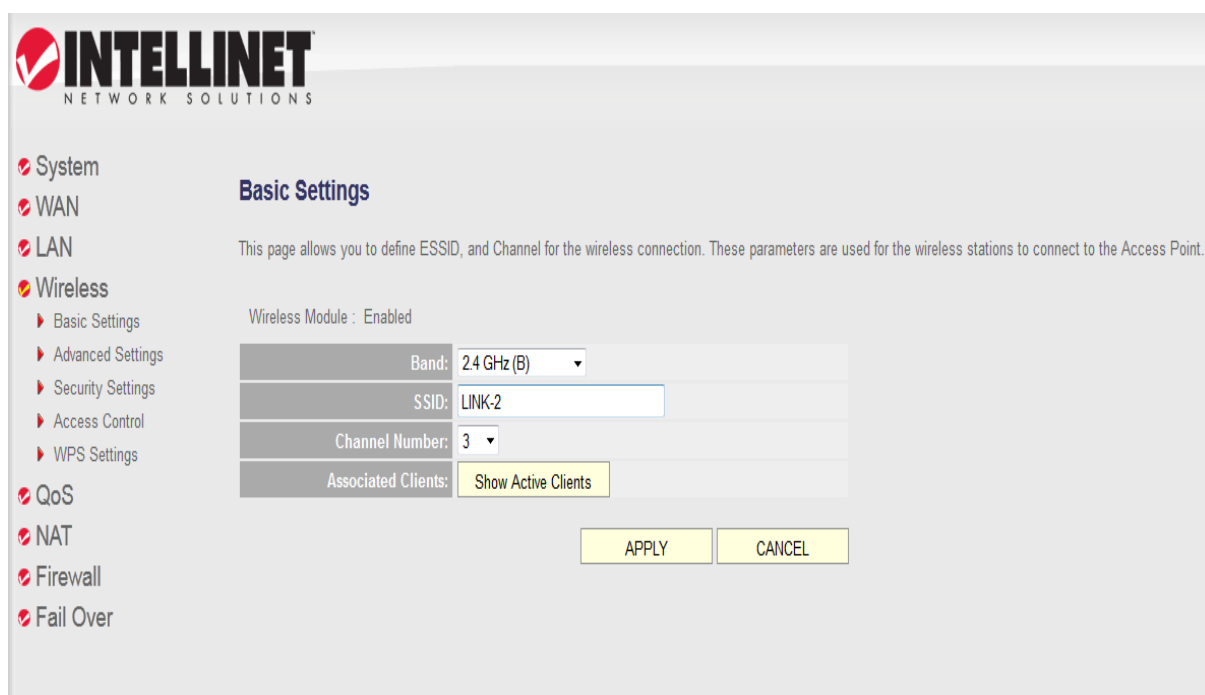 INTELLINET
NETWORK SOLUTIONS
System
WAN
LAN
Wireless
Basic Settings
Advanced Settings
Security Settings
Access Control
WPS Settings
QoS
NAT
Firewall
Fail Over
Basic Settings
This page allows you to define ESSID, and Channel for the wireless connection. These parameters are used for the wireless stations to connect to the Access Point.
Wireless Module : Enabled
Band: 2.4 GHz (B)
SSID: LINK-2
Channel Number: 3
Associated Clients: Show Active Clients
APPLY CANCEL